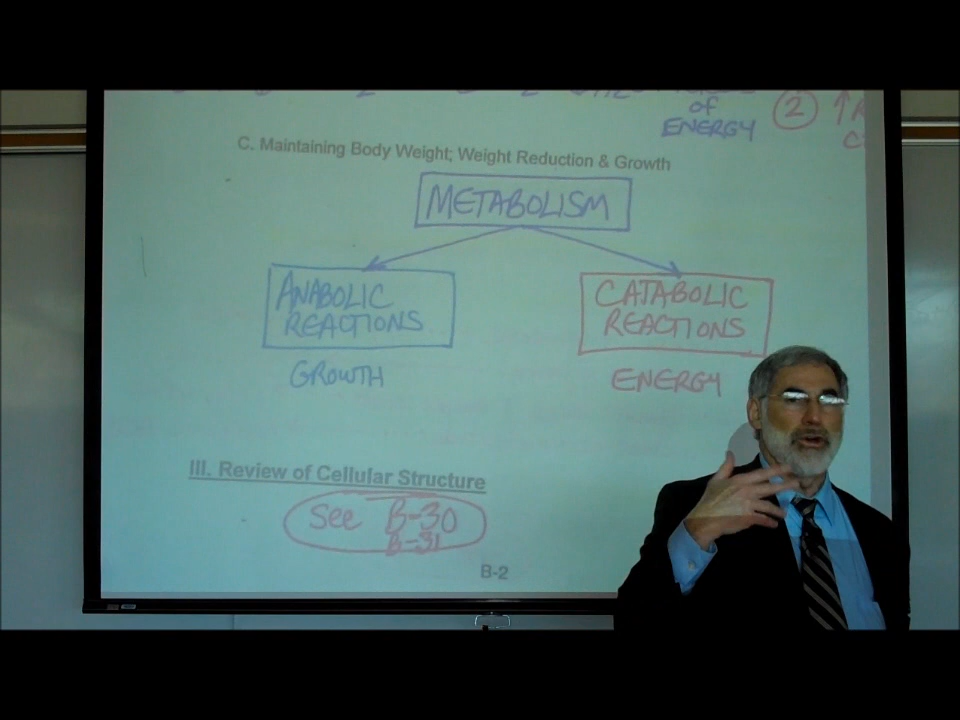 of
ENERGY
2
C. Maintaining Body Weight; Weight Reduction & Growth
METABOLISM
ANABOLIC
REACTIONS
CATABOLIC
REACTIONS
GROWTH
ENERGY
III. Review of Cellular Structure
See B-30
B-31
B-2